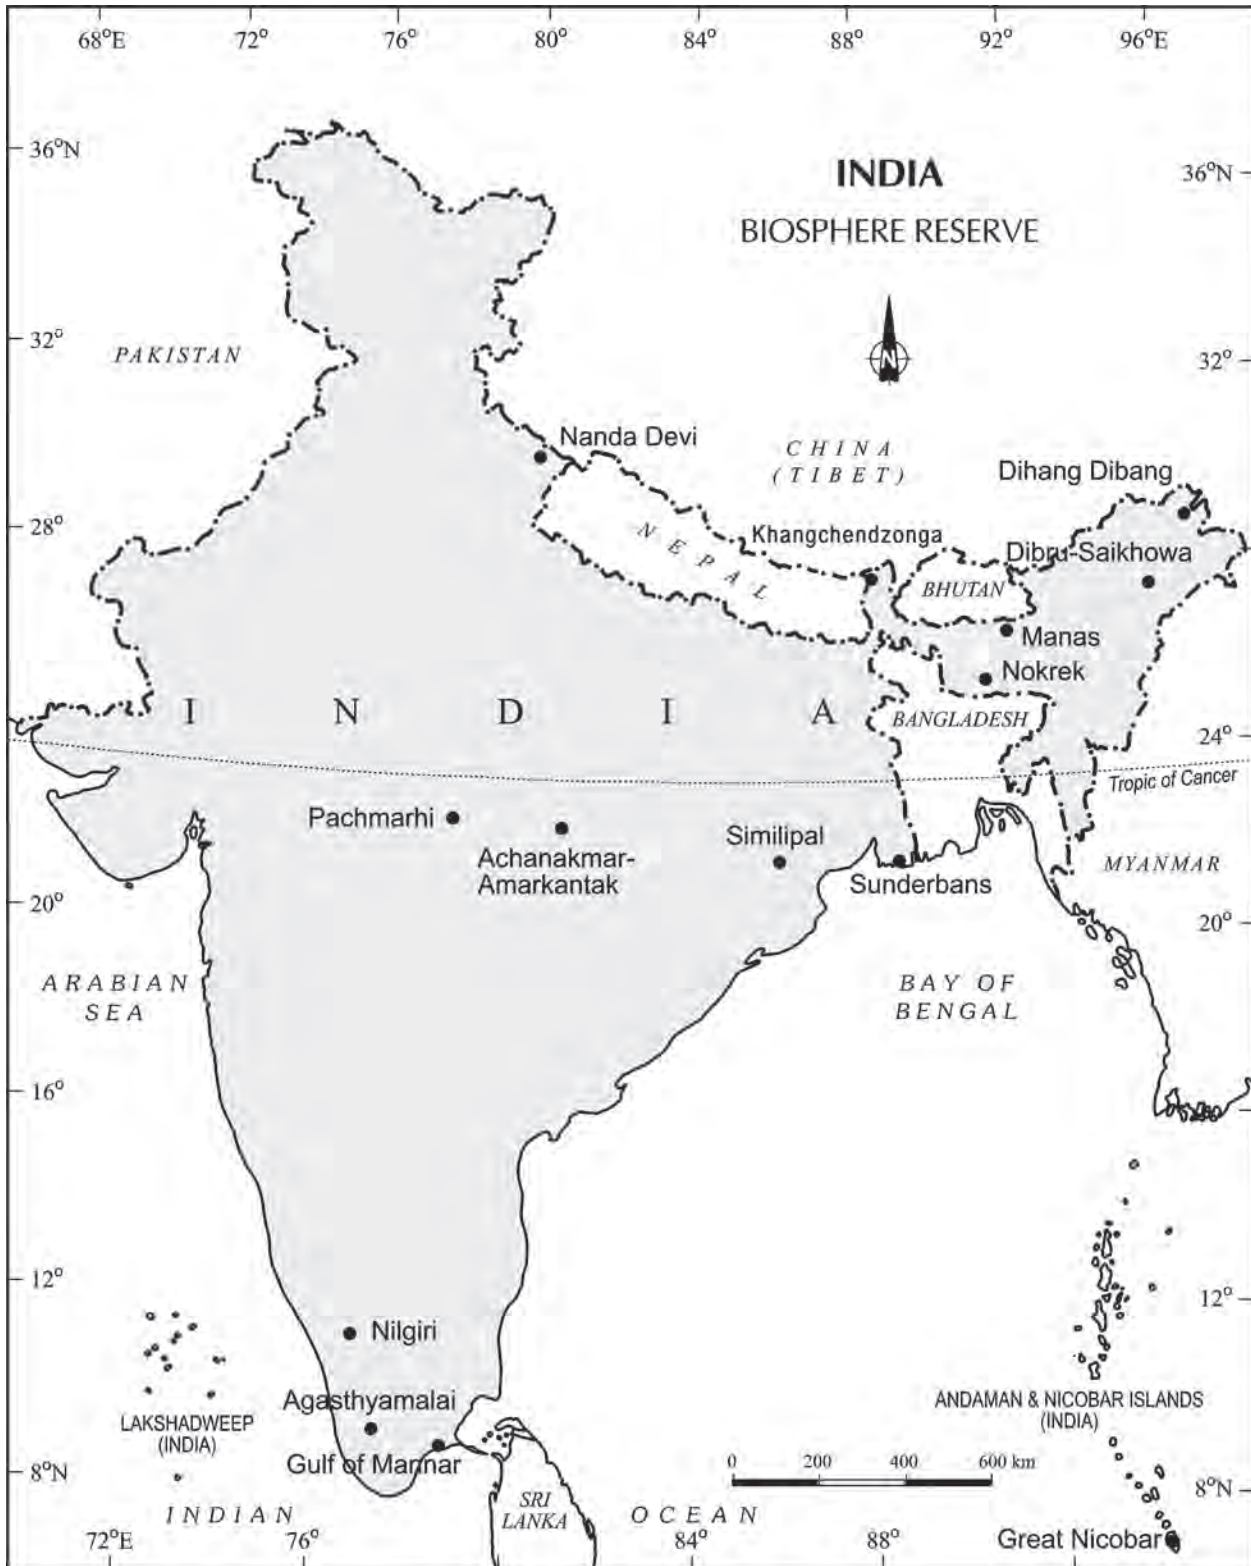 68°E 72° 76° 80° 84° 88° 92° 96°E
36°N
36°N
INDIA
BIOSPHERE RESERVE
N
32°
32°
PAKISTAN
Nanda Devi
CHINA
(TIBET)
Dihang Dibang
28°
Khangchendzonga
NEPAL
Dibru-Saikhowa
BHUTAN
Manas
Nokrek
INDIA
BANGLADESH
24°
Tropic of Cancer
Pachmarhi
Achanakmar-
Amarkantak
Similipal
Sunderbans
MYANMAR
20°
20°
ARABIAN
SEA
BAY OF
BENGAL
16°
12°
12°
Nilgiri
Agasthyamalai
LAKSHADWEEP
(INDIA)
Gulf of Mannar
ANDAMAN & NICOBAR ISLANDS
(INDIA)
0 200 400 600 km
8°N
8°N
INDIAN
SRI
LANKA
OCEAN
Great Nicobar
72° 76° 84° 88°